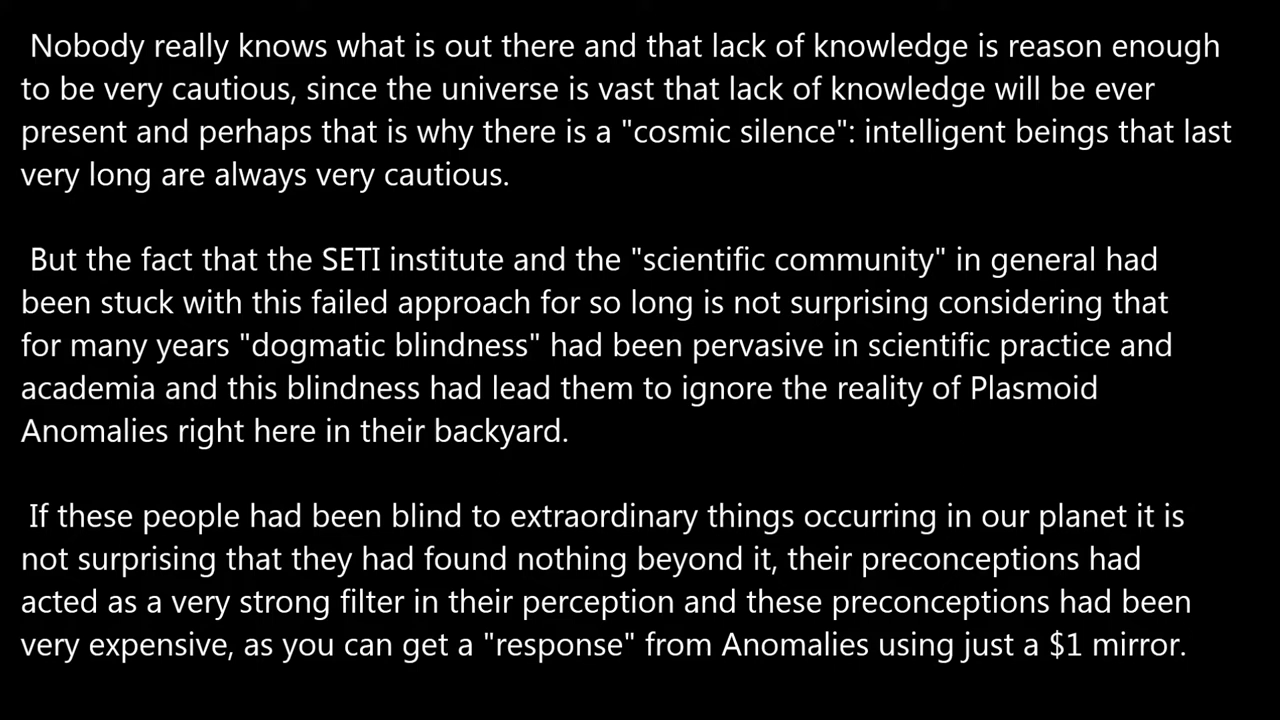 Nobody really knows what is out there and that lack of knowledge is reason enough
to be very cautious, since the universe is vast that lack of knowledge will be ever
present and perhaps that is why there is a "cosmic silence": intelligent beings that last
very long are always very cautious.
But the fact that the SETI institute and the "scientific community" in general had
been stuck with this failed approach for so long is not surprising considering that
for many years "dogmatic blindness" had been pervasive in scientific practice and
academia and this blindness had lead them to ignore the reality of Plasmoid
Anomalies right here in their backyard.
If these people had been blind to extraordinary things occurring in our planet it is
not surprising that they had found nothing beyond it, their preconceptions had
acted as a very strong filter in their perception and these preconceptions had been
very expensive, as you can get a "response" from Anomalies using just a $1 mirror.